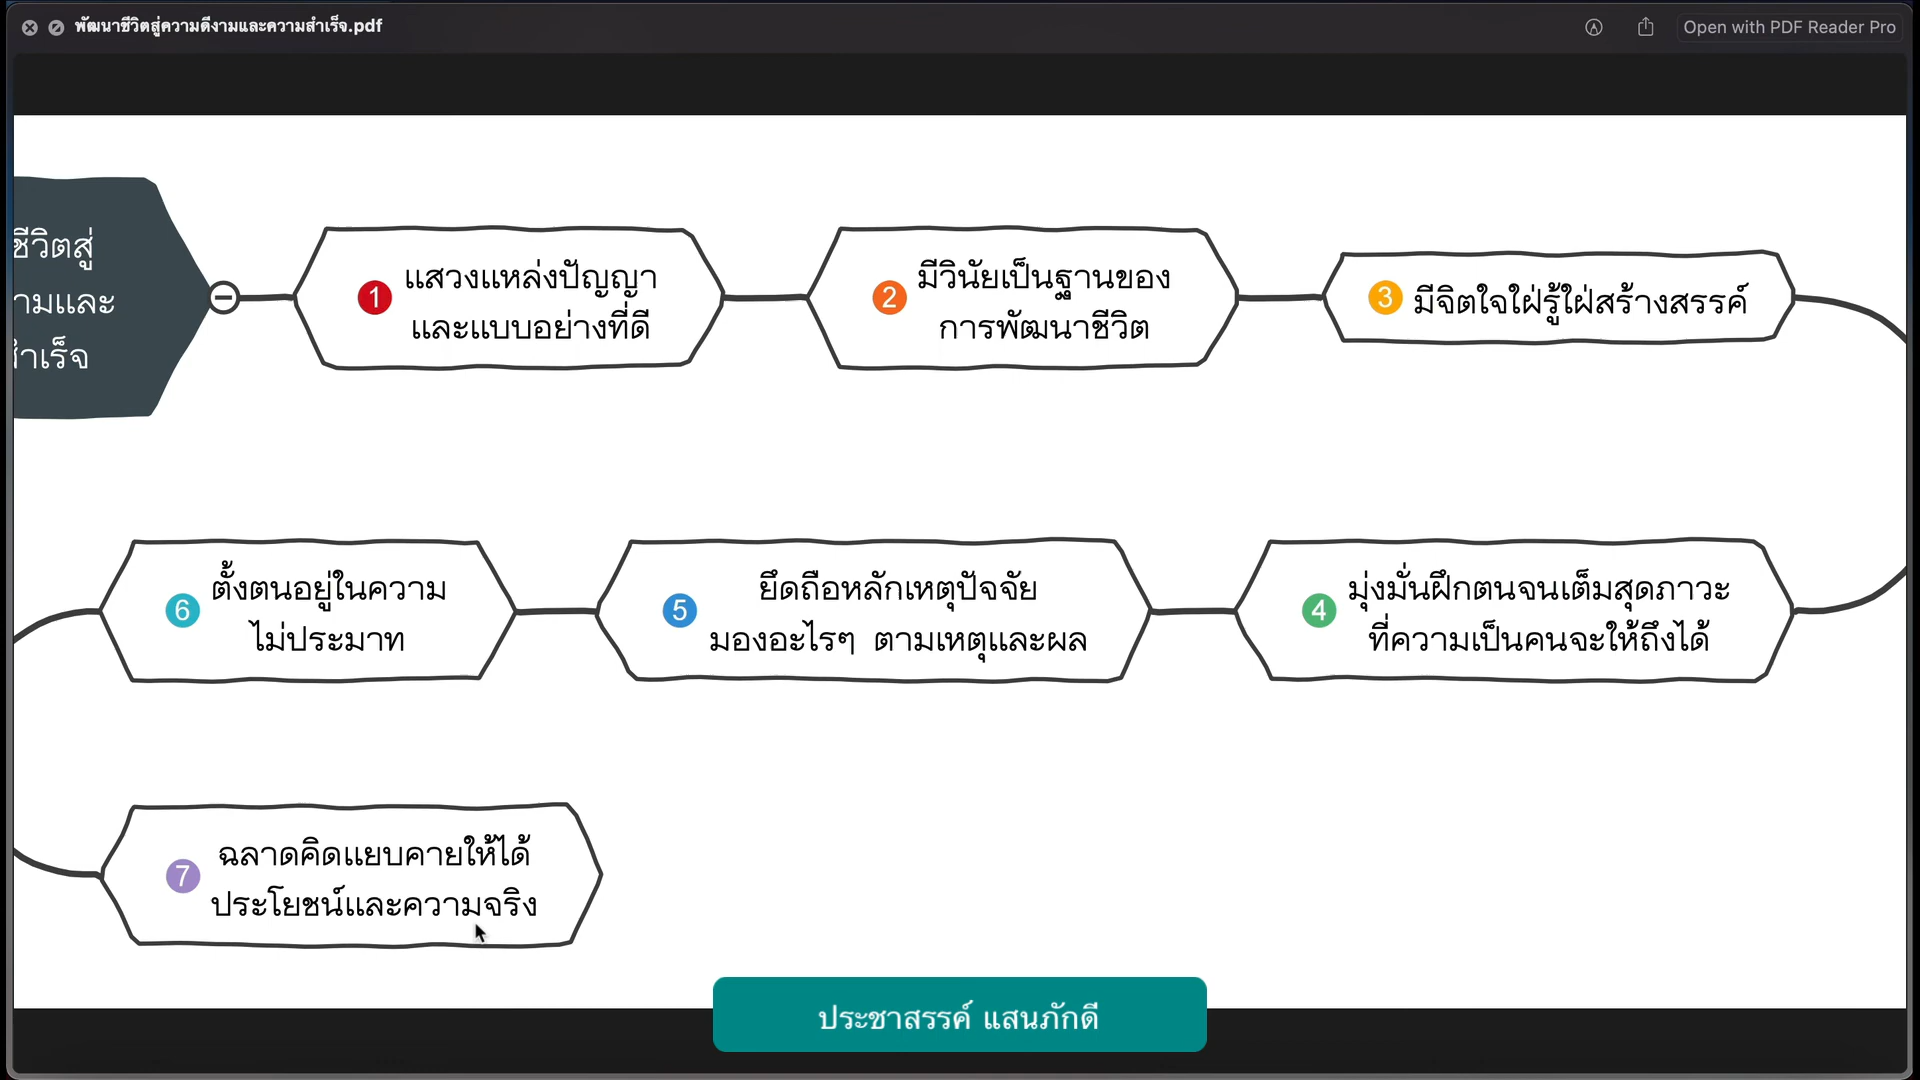 พัฒนาชีวิตสู่ความดีงามและความสำเร็จ.pdf
Open with PDF Reader Pro
ชีวิตสู่
ามและ
สำเร็จ
1 แสวงแหล่งปัญญา
และแบบอย่างที่ดี
2 มีวินัยเป็นฐานของ
การพัฒนาชีวิต
3 มีจิตใจใฝ่รู้ใฝ่สร้างสรรค์
4 มุ่งมั่นฝึกตนจนเต็มสุดภาวะ
ที่ความเป็นคนจะให้ถึงได้
5 ยึดถือหลักเหตุปัจจัย
มองอะไรๆ ตามเหตุและผล
6 ตั้งตนอยู่ในความ
ไม่ประมาท
7 ฉลาดคิดแยบคายให้ได้
ประโยชน์และความจริง
ประชาสรรค์ แสนภักดี